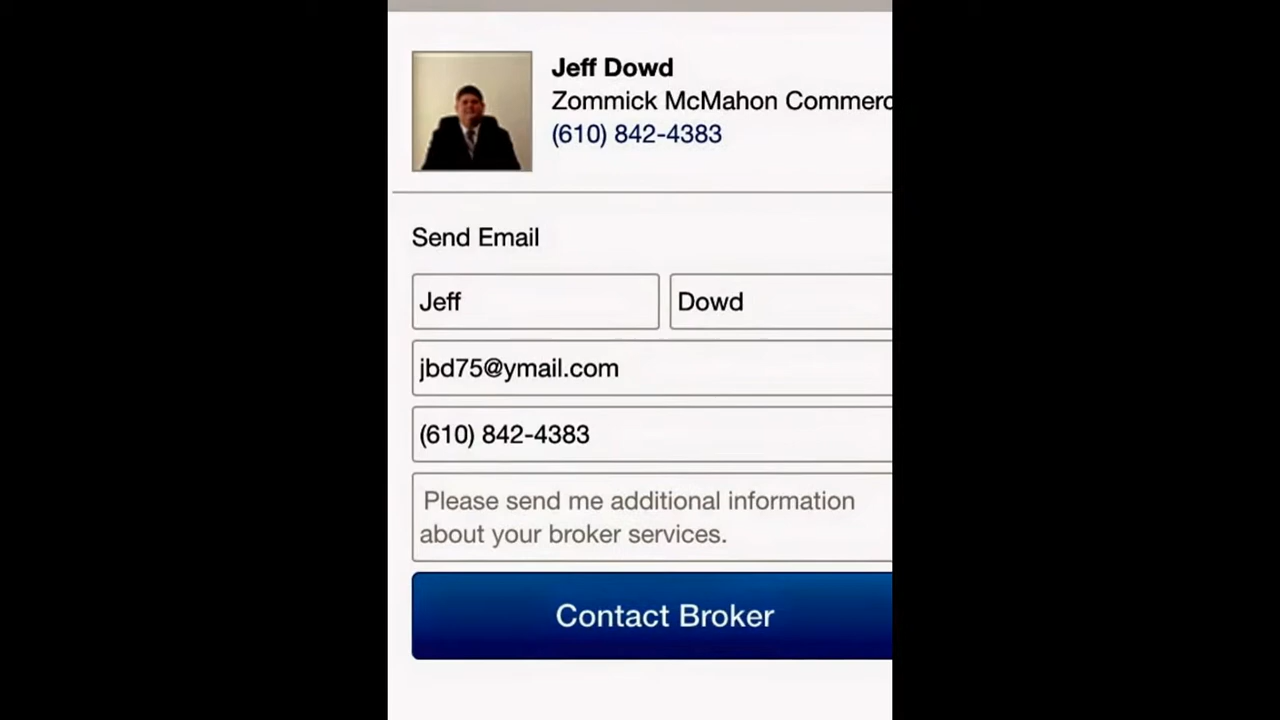 Jeff Dowd
Zommick McMahon Commerc
(610) 842-4383
Send Email
Jeff
Dowd
jbd75@ymail.com
(610) 842-4383
Please send me additional information
about your broker services.
Contact Broker